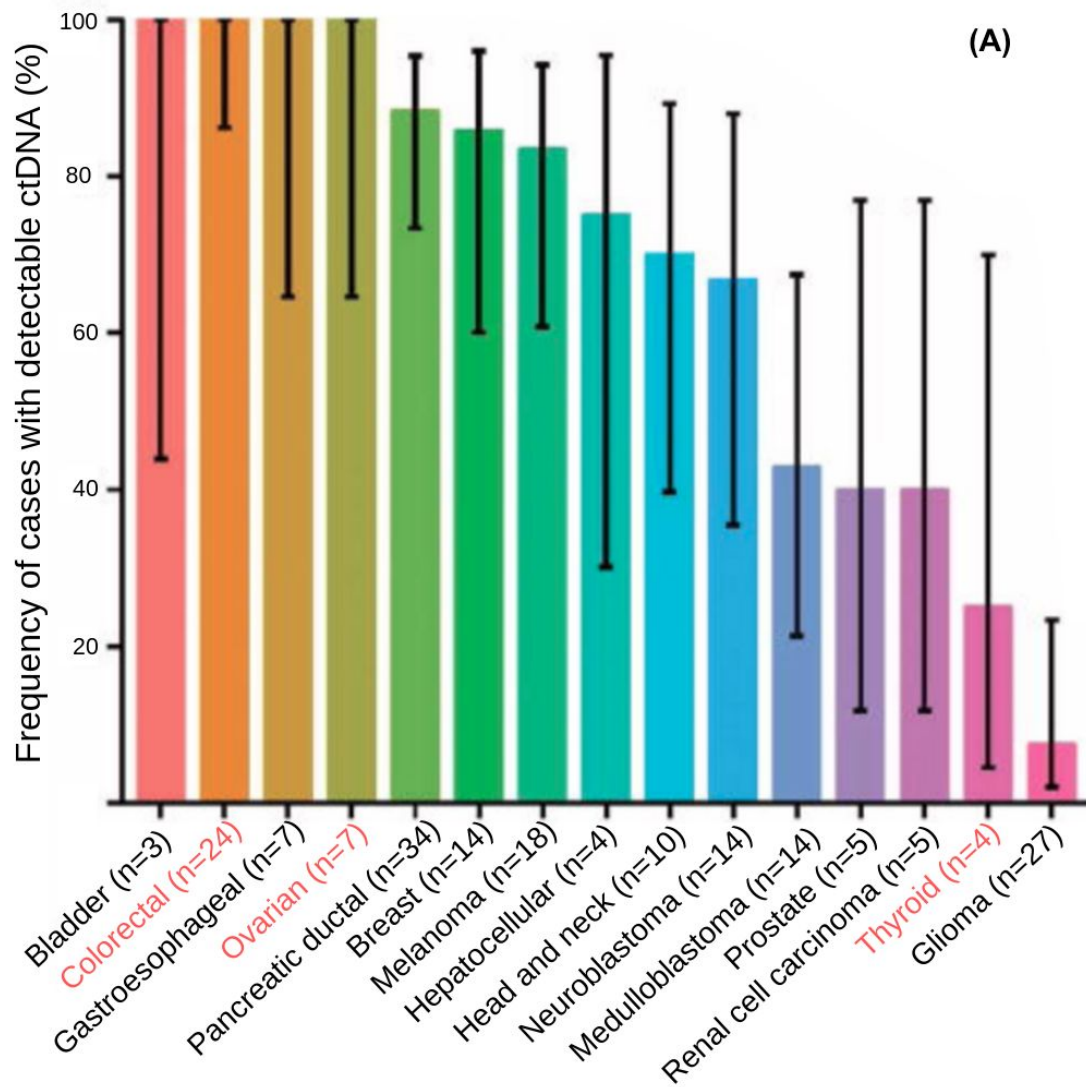 (A)
Frequency of cases with detectable ctDNA (%)
100
80
60
40
20
Bladder (n=3)
Colorectal (n=24)
Gastroesophageal (n=7)
Ovarian (n=7)
Pancreatic ductal (n=34)
Breast (n=14)
Melanoma (n=18)
Hepatocellular (n=4)
Head and neck (n=10)
Neuroblastoma (n=14)
Medulloblastoma (n=14)
Prostate (n=5)
Renal cell carcinoma (n=5)
Thyroid (n=4)
Glioma (n=27)